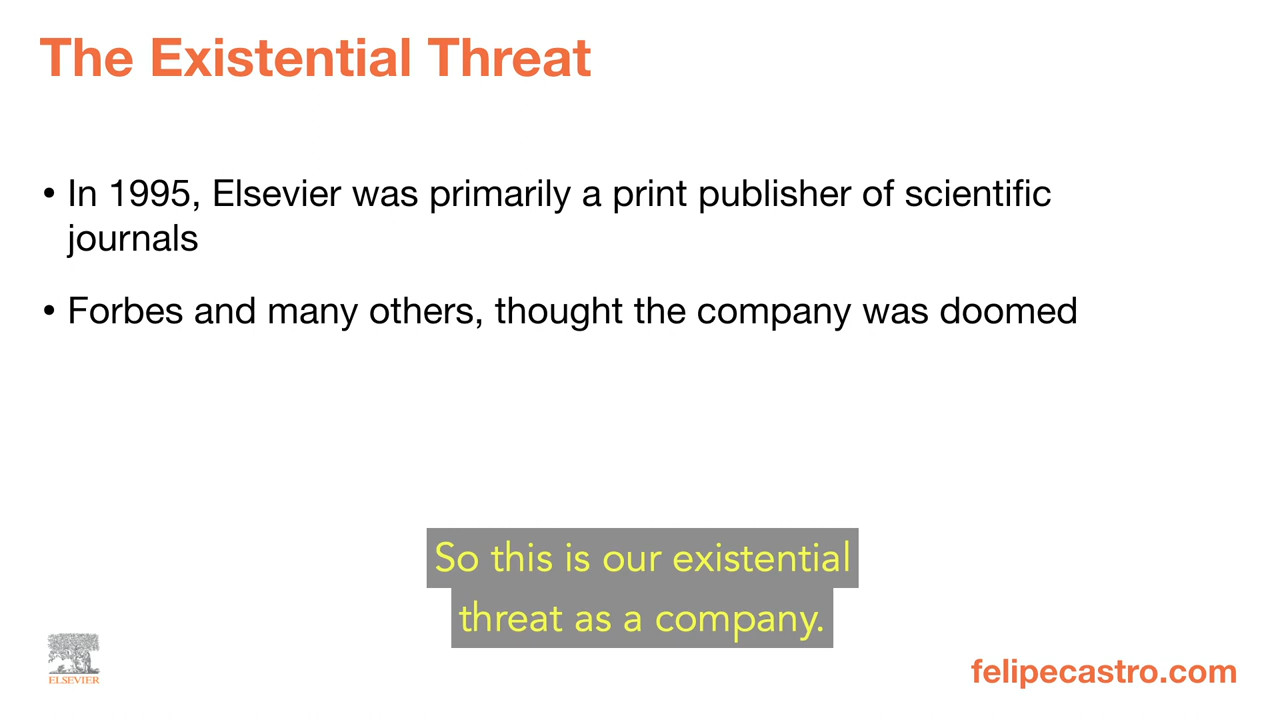 The Existential Threat
• In 1995, Elsevier was primarily a print publisher of scientific
journals
• Forbes and many others, thought the company was doomed
So this is our existential
threat as a company.
ELSEVIER
felipecastro.com